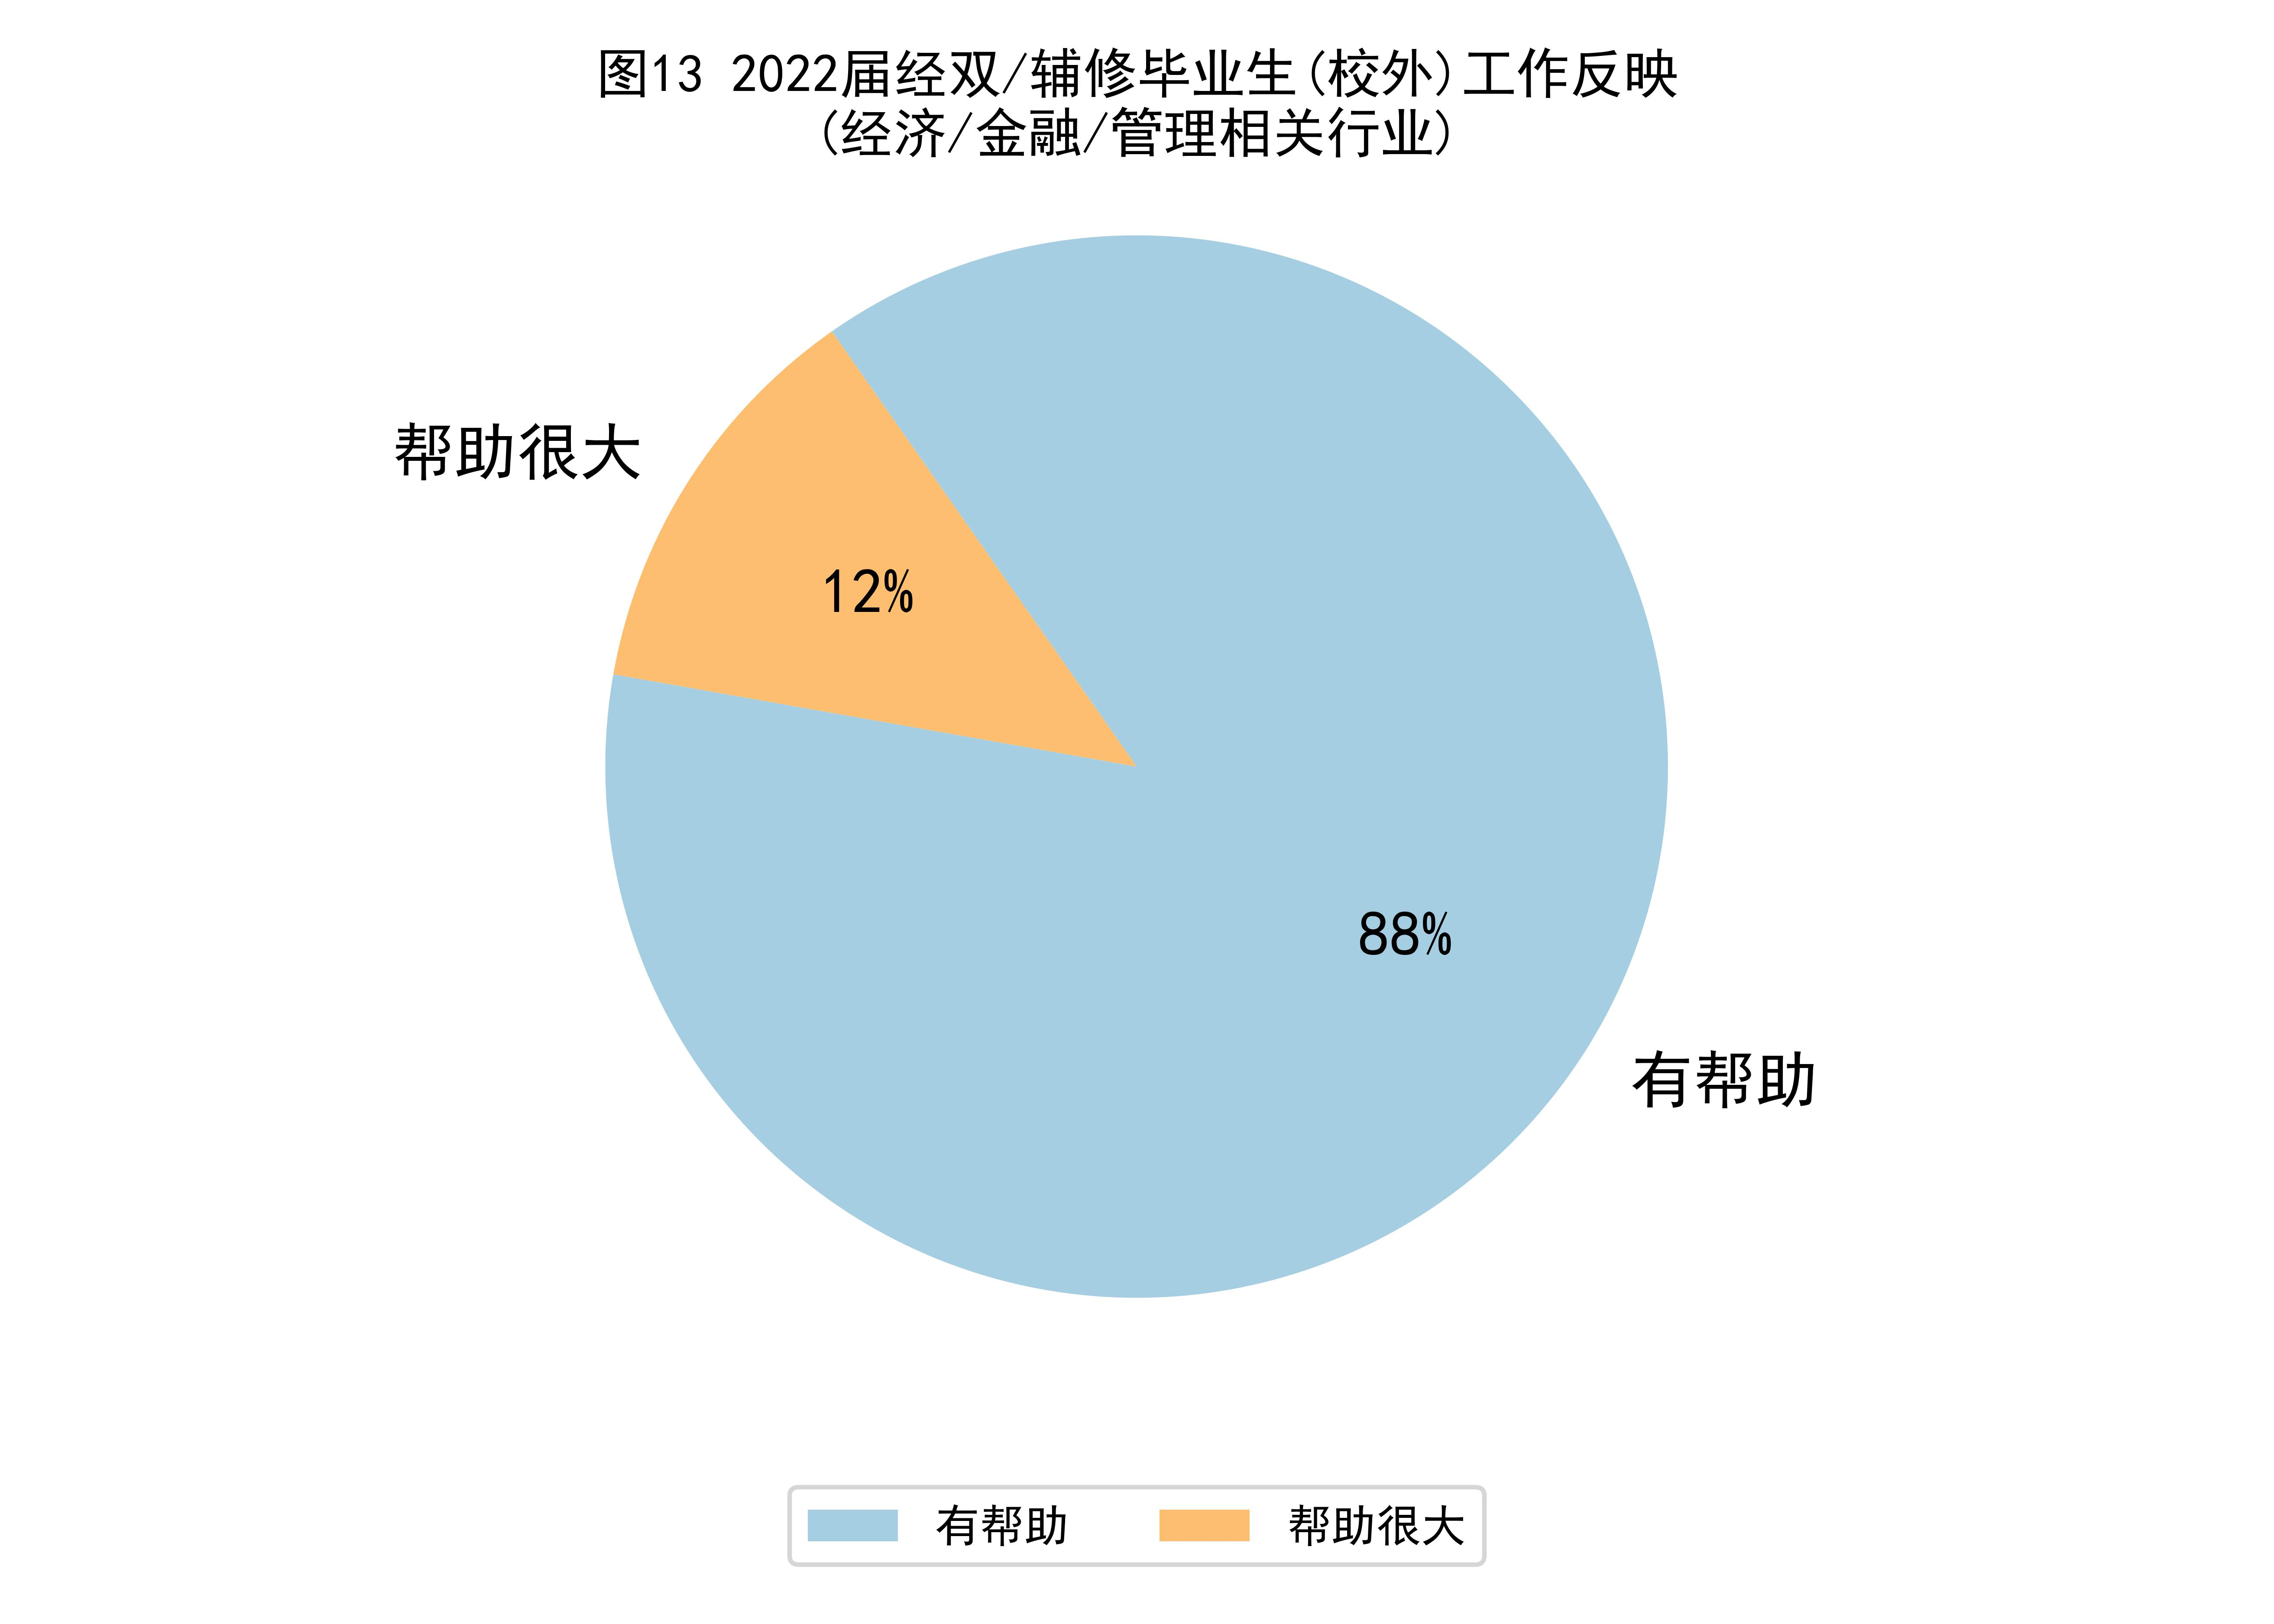 图13 2022届经双/辅修毕业生(校外)工作反映
(经济/金融/管理相关行业)
帮助很大
12%
88%
有帮助
有帮助 帮助很大